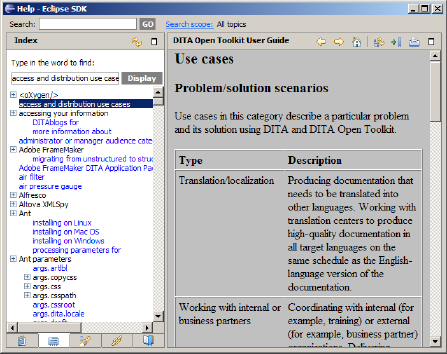 Help - Eclipse SDK
Search:
GO
Search scope: All topics
Index
Type in the word to find:
access and distribution use cases
Display
<oXygen/>
access and distribution use cases
accessing your information
DITAblogs for
more information about
administrator or manager audience cate
Adobe FrameMaker
migrating from unstructured to struc
Adobe FrameMaker DITA Application Pac
air filter
air pressure gauge
Alfresco
Altova XMLSpy
Ant
installing on Linux
installing on Mac OS
installing on Windows
processing parameters for
Ant parameters
args.artlbl
args.copycss
args.css
args.csspath
args.cssroot
args.dita.locale
args.draft
DITA Open Toolkit User Guide
Use cases
Problem/solution scenarios
Use cases in this category describe a particular problem
and its solution using DITA and DITA Open Toolkit.
Type
Description
Translation/localization
Producing documentation that
needs to be translated into
other languages. Working with
translation centers to produce
high-quality documentation in
all target languages on the
same schedule as the English-
language version of the
documentation.
Working with internal or
business partners
Coordinating with internal (for
example, training) or external
(for example, business partner)
organizations. Delivering